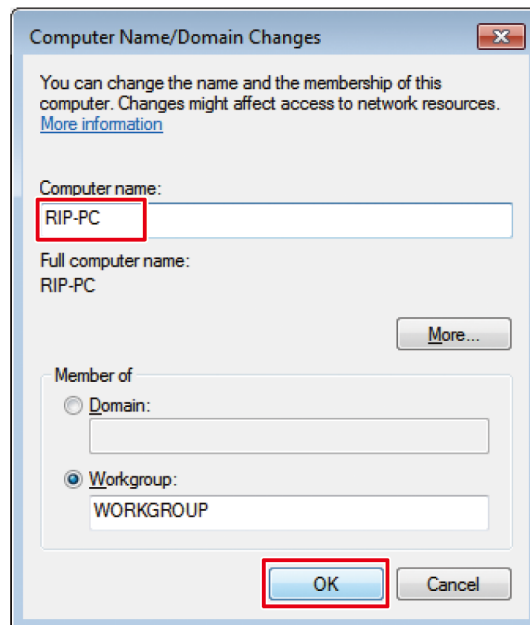 Computer Name/Domain Changes
You can change the name and the membership of this
computer. Changes might affect access to network resources.
More information
Computer name:
RIP-PC
Full computer name:
RIP-PC
More...
Member of
Domain:
Workgroup:
WORKGROUP
OK
Cancel